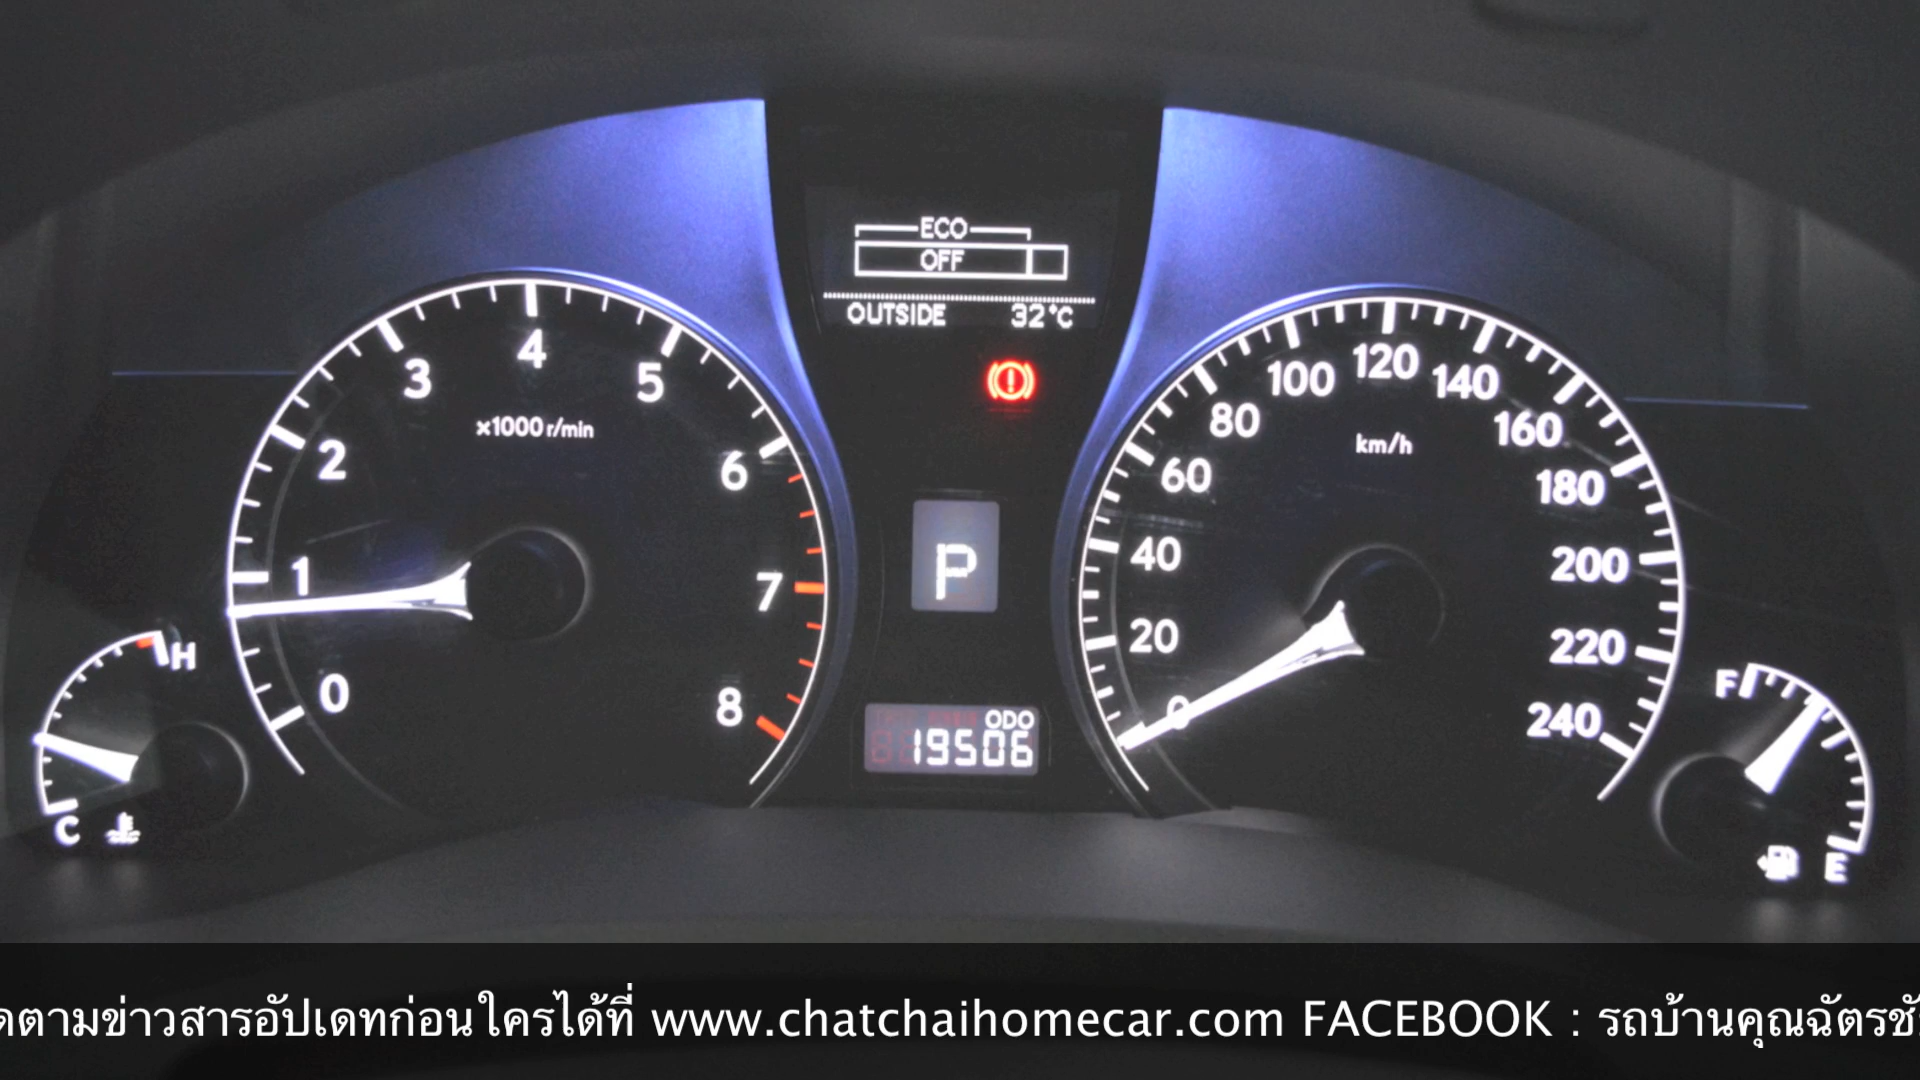 ECO
OFF
OUTSIDE 32°C
0 1 2 3 4 5 6 7 8
x1000 r/min
0 20 40 60 80 100 120 140 160 180 200 220 240
km/h
P
ODO
19506
H
C
F
E
ดตามข่าวสารอัปเดทก่อนใครได้ที่ www.chatchaihomecar.com FACEBOOK : รถบ้านคุณฉัตรชั